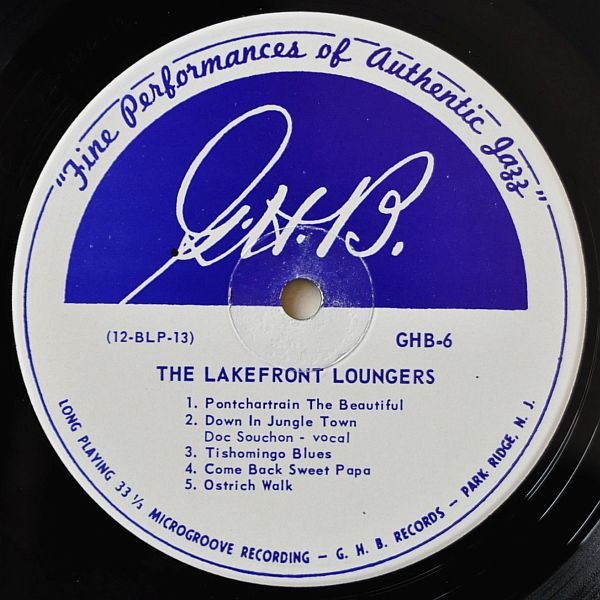 "Fine Performances of Authentic Jazz"
G.H.B.
(12-BLP-13) GHB-6
THE LAKEFRONT LOUNGERS
1. Pontchartrain The Beautiful
2. Down In Jungle Town
Doc Souchon - vocal
3. Tishomingo Blues
4. Come Back Sweet Papa
5. Ostrich Walk
LONG PLAYING 33 1/3 MICROGROOVE RECORDING — G. H. B. RECORDS — PARK RIDGE, N. J.